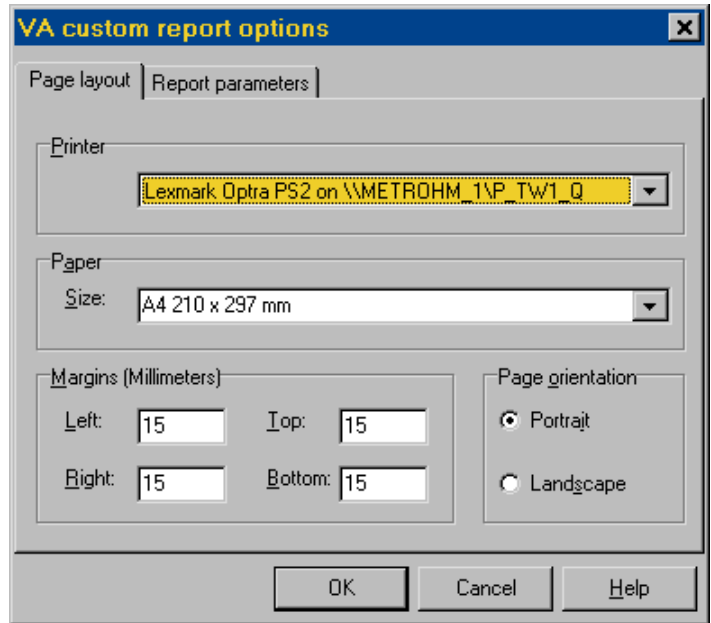 VA custom report options
Page layout Report parameters
Printer
Lexmark Optra PS2 on \\METROHM_1\P_TW1_Q
Paper
Size: A4 210 x 297 mm
Margins (Millimeters) Page orientation
Left: 15 Top: 15 Portrait
Right: 15 Bottom: 15 Landscape
OK Cancel Help